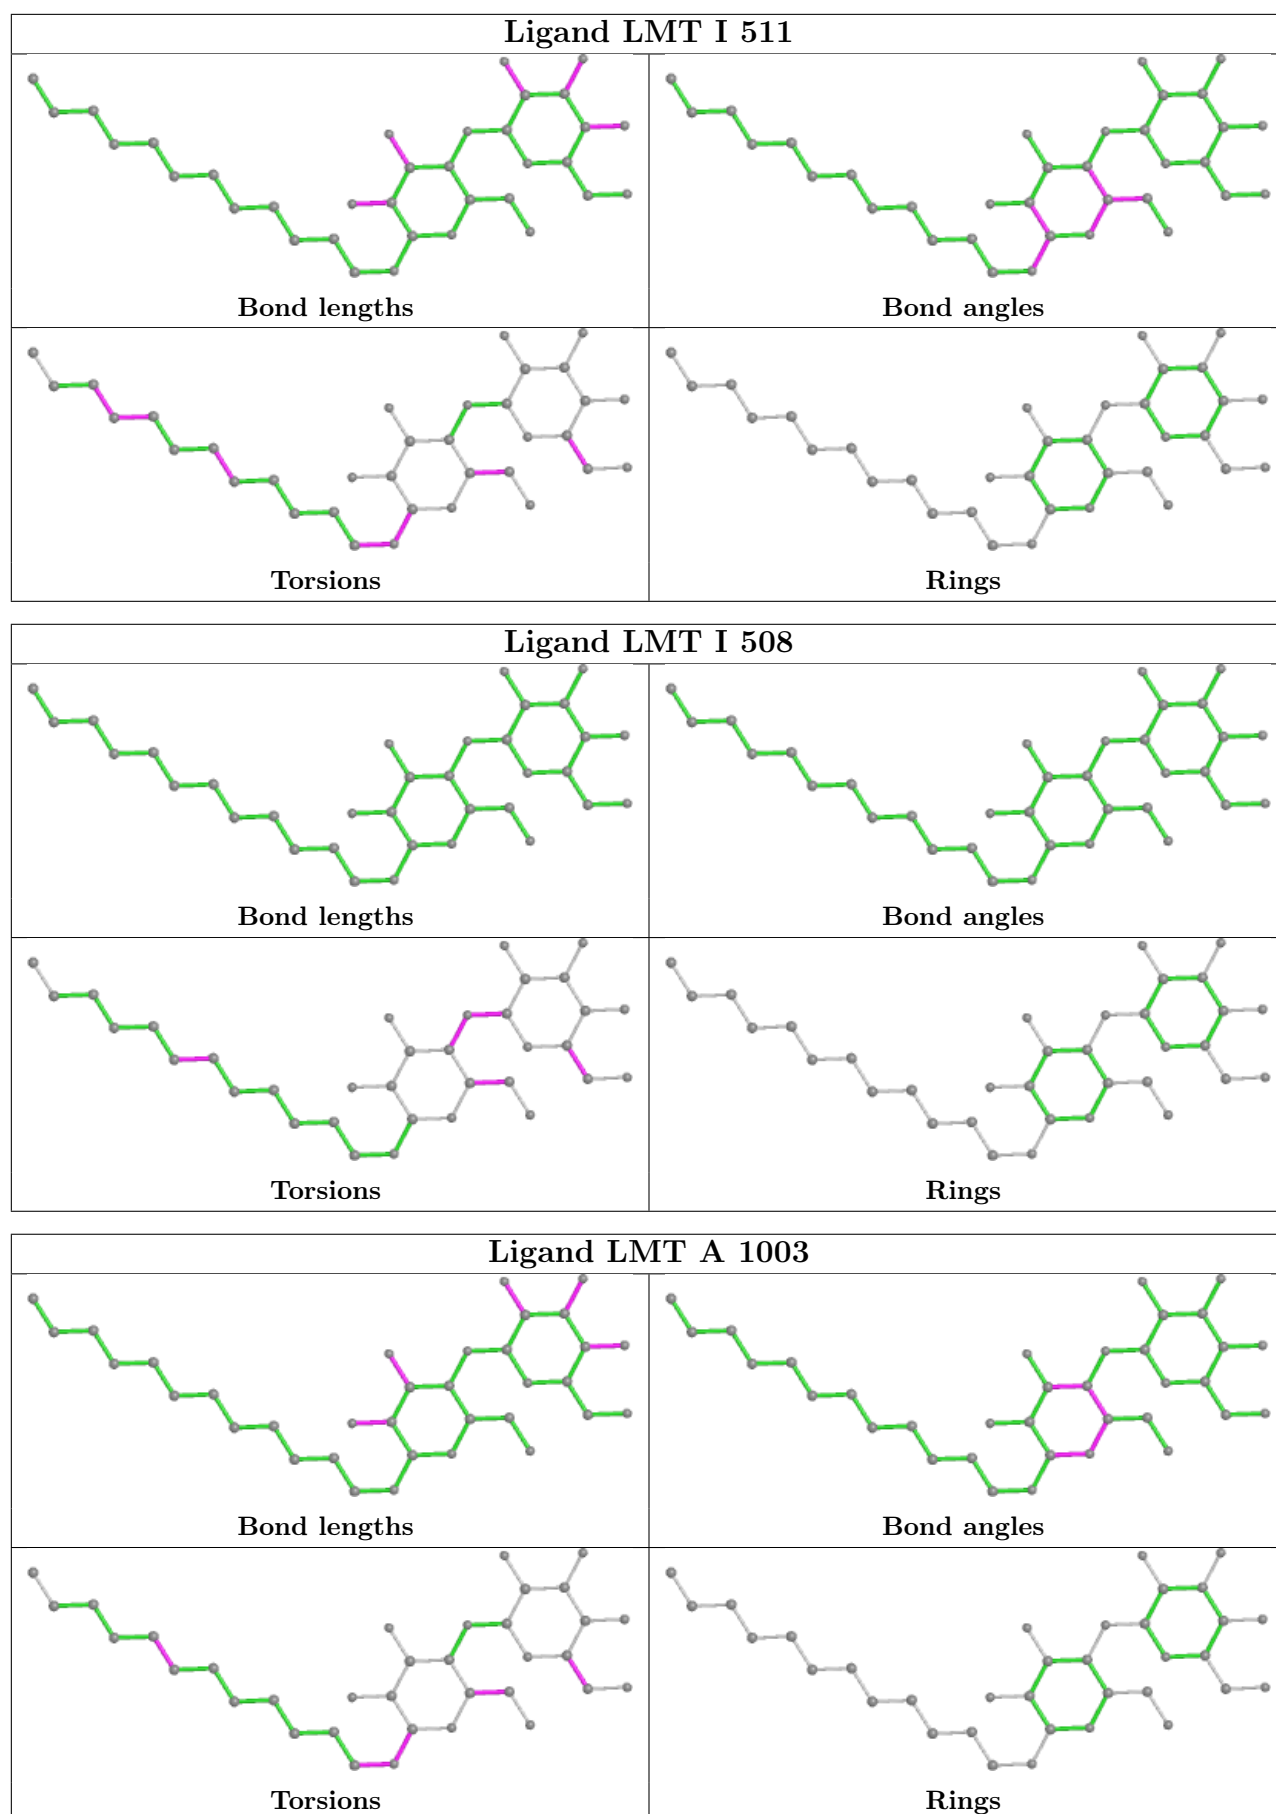 Ligand LMT I 511
Bond lengths
Bond angles
Torsions
Rings
Ligand LMT I 508
Bond lengths
Bond angles
Torsions
Rings
Ligand LMT A 1003
Bond lengths
Bond angles
Torsions
Rings